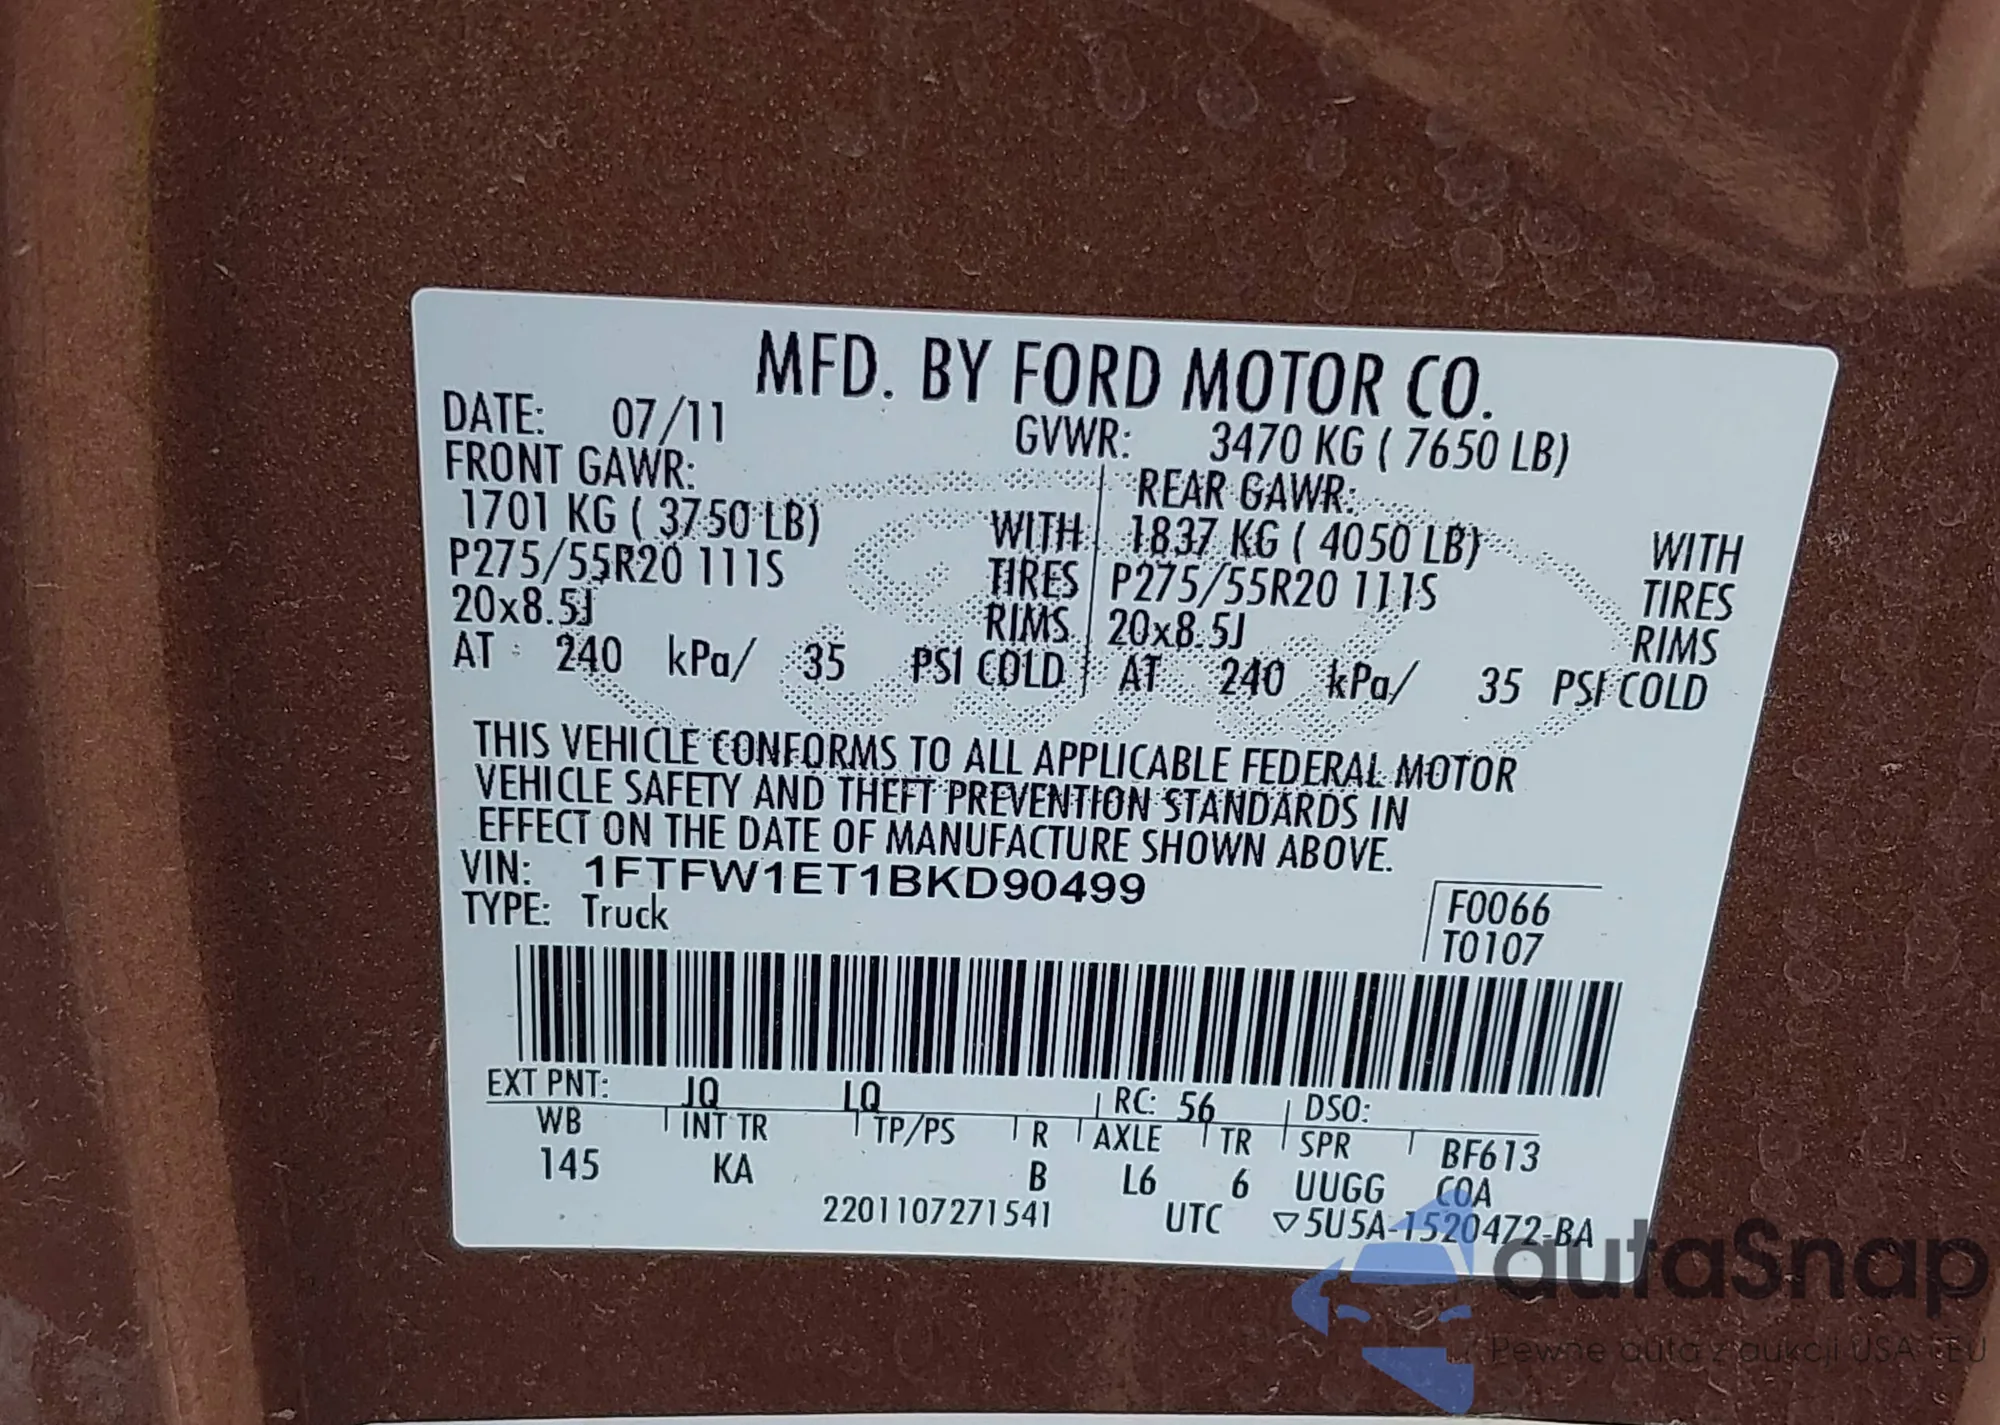 MFD. BY FORD MOTOR CO.
DATE: 07/11 GVWR: 3470 KG ( 7650 LB)
FRONT GAWR: REAR GAWR:
1701 KG ( 3750 LB) WITH 1837 KG ( 4050 LB) WITH
P275/55R20 111S TIRES P275/55R20 111S TIRES
20x8.5J RIMS 20x8.5J RIMS
AT 240 kPa/ 35 PSI COLD AT 240 kPa/ 35 PSI COLD
THIS VEHICLE CONFORMS TO ALL APPLICABLE FEDERAL MOTOR
VEHICLE SAFETY AND THEFT PREVENTION STANDARDS IN
EFFECT ON THE DATE OF MANUFACTURE SHOWN ABOVE.
VIN: 1FTFW1ET1BKD90499
TYPE: Truck F0066
T0107
EXT PNT: JQ LQ RC: 56 DSO:
WB INT TR TP/PS R AXLE TR SPR BF613
145 KA B L6 6 UUGG COA
2201107271541 UTC ▽5U5A-1520472-BA
autaSnap
Pewne auta z aukcji USA i EU